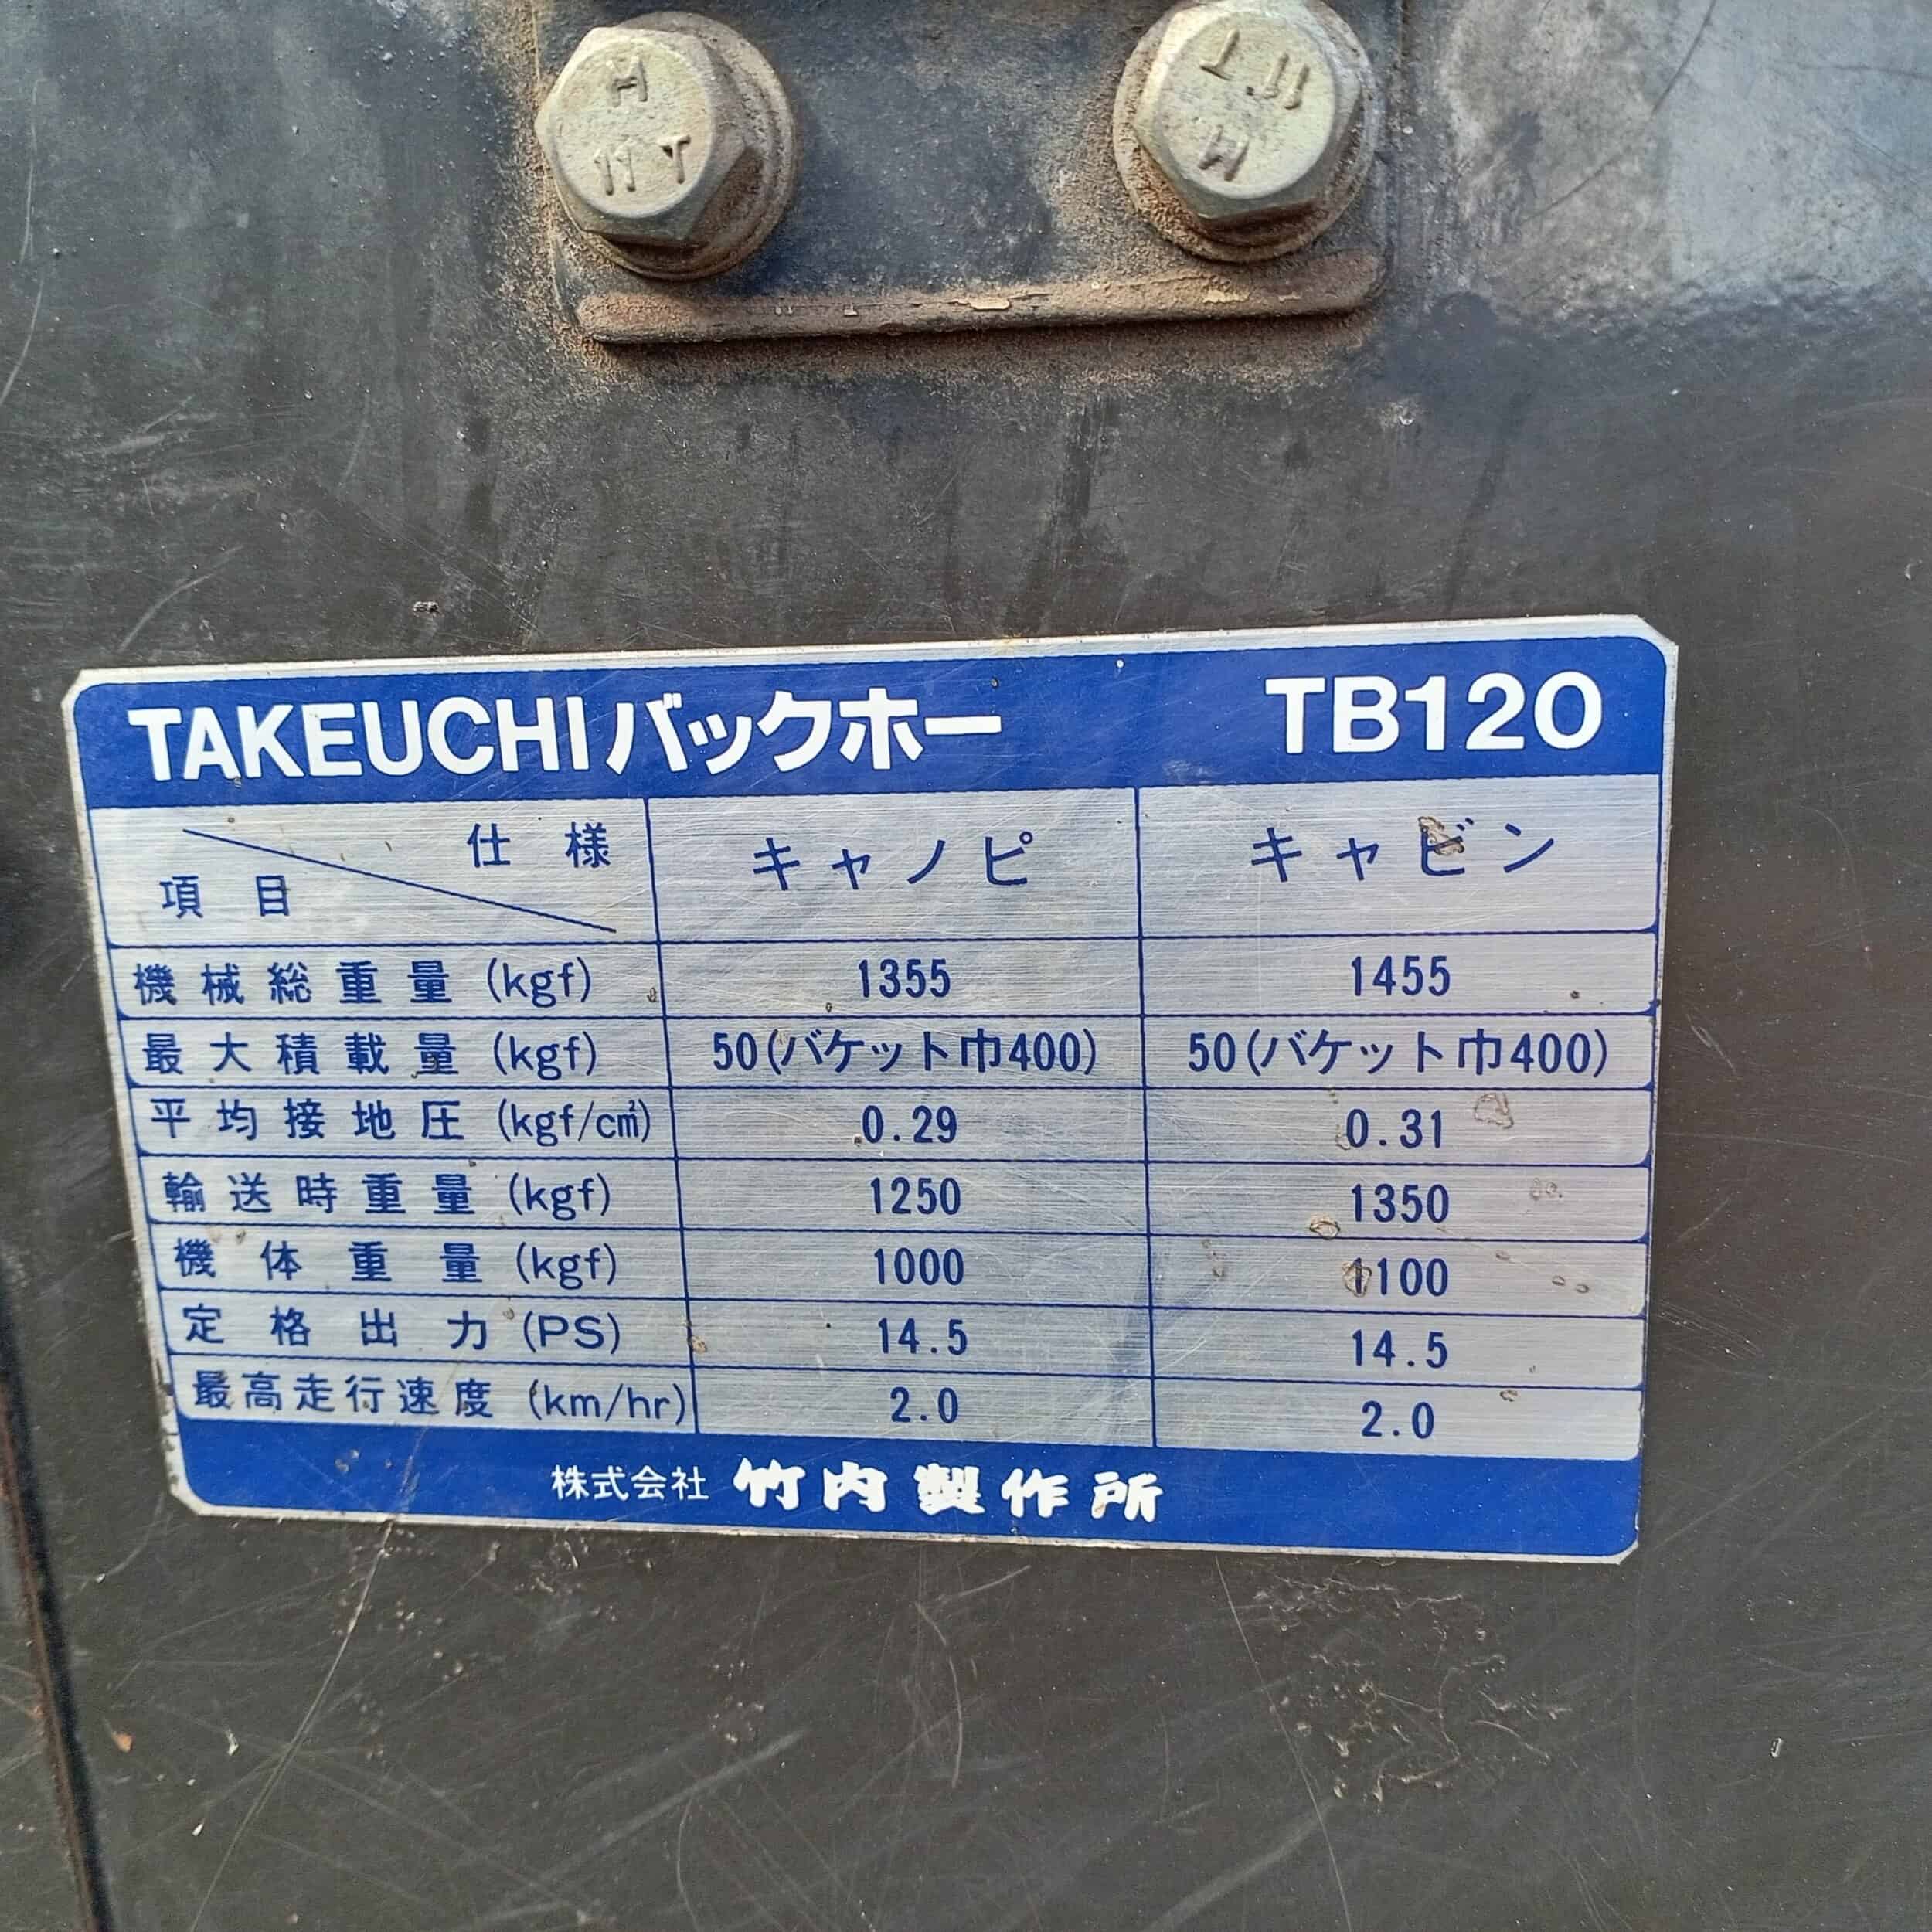 H
11 T
11 T
M
TAKEUCHIバックホー TB120
仕様 キャノピ キャビン
項目
機械総重量 (kgf) 1355 1455
最大積載量 (kgf) 50(バケット巾400) 50(バケット巾400)
平均接地圧 (kgf/c㎡) 0.29 0.31
輸送時重量 (kgf) 1250 1350
機体重量 (kgf) 1000 1100
定格出力 (PS) 14.5 14.5
最高走行速度 (km/hr) 2.0 2.0
株式会社 竹内製作所